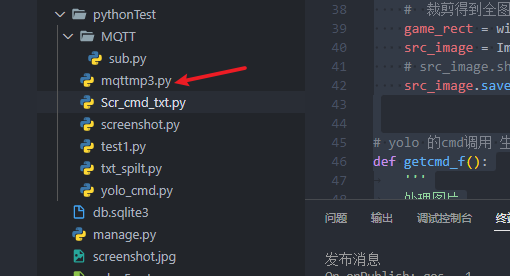 pythonTest
MQTT
sub.py
mqttmp3.py
Scr_cmd_txt.py
screenshot.py
test1.py
txt_spilt.py
yolo_cmd.py
db.sqlite3
manage.py
screenshot.jpg
38 # 裁剪得到全图
39 game_rect = wi
40 src_image = Im
41 # src_image.sh
42 src_image.save
43
44
45 # yolo 的cmd调用 生
46 def getcmd_f():
47 '''
处理图片
问题 输出 调试控制台
发布消息